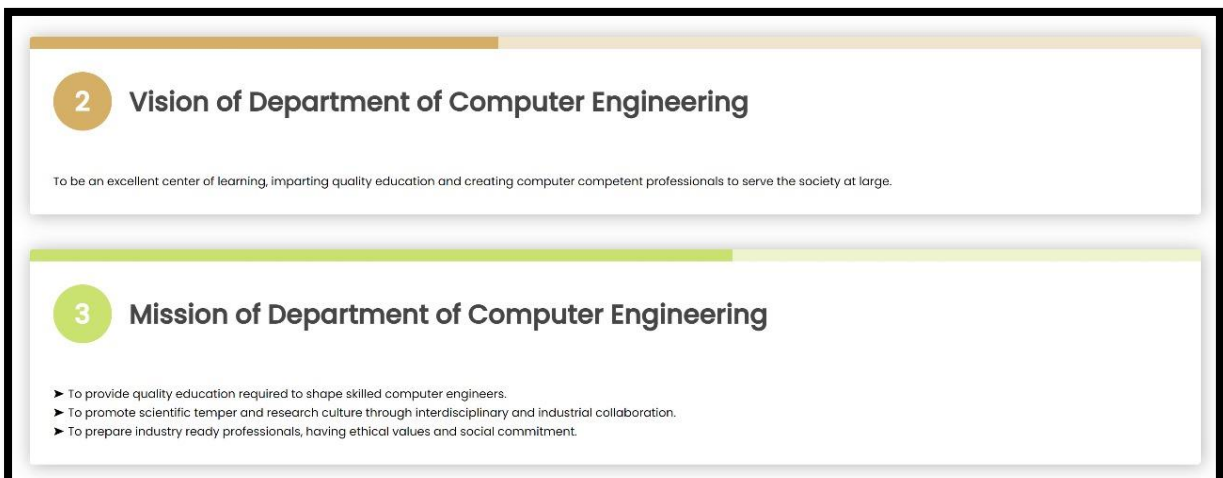 2
Vision of Department of Computer Engineering
To be an excellent center of learning, imparting quality education and creating computer competent professionals to serve the society at large.
3
Mission of Department of Computer Engineering
➤ To provide quality education required to shape skilled computer engineers.
➤ To promote scientific temper and research culture through interdisciplinary and industrial collaboration.
➤ To prepare industry ready professionals, having ethical values and social commitment.